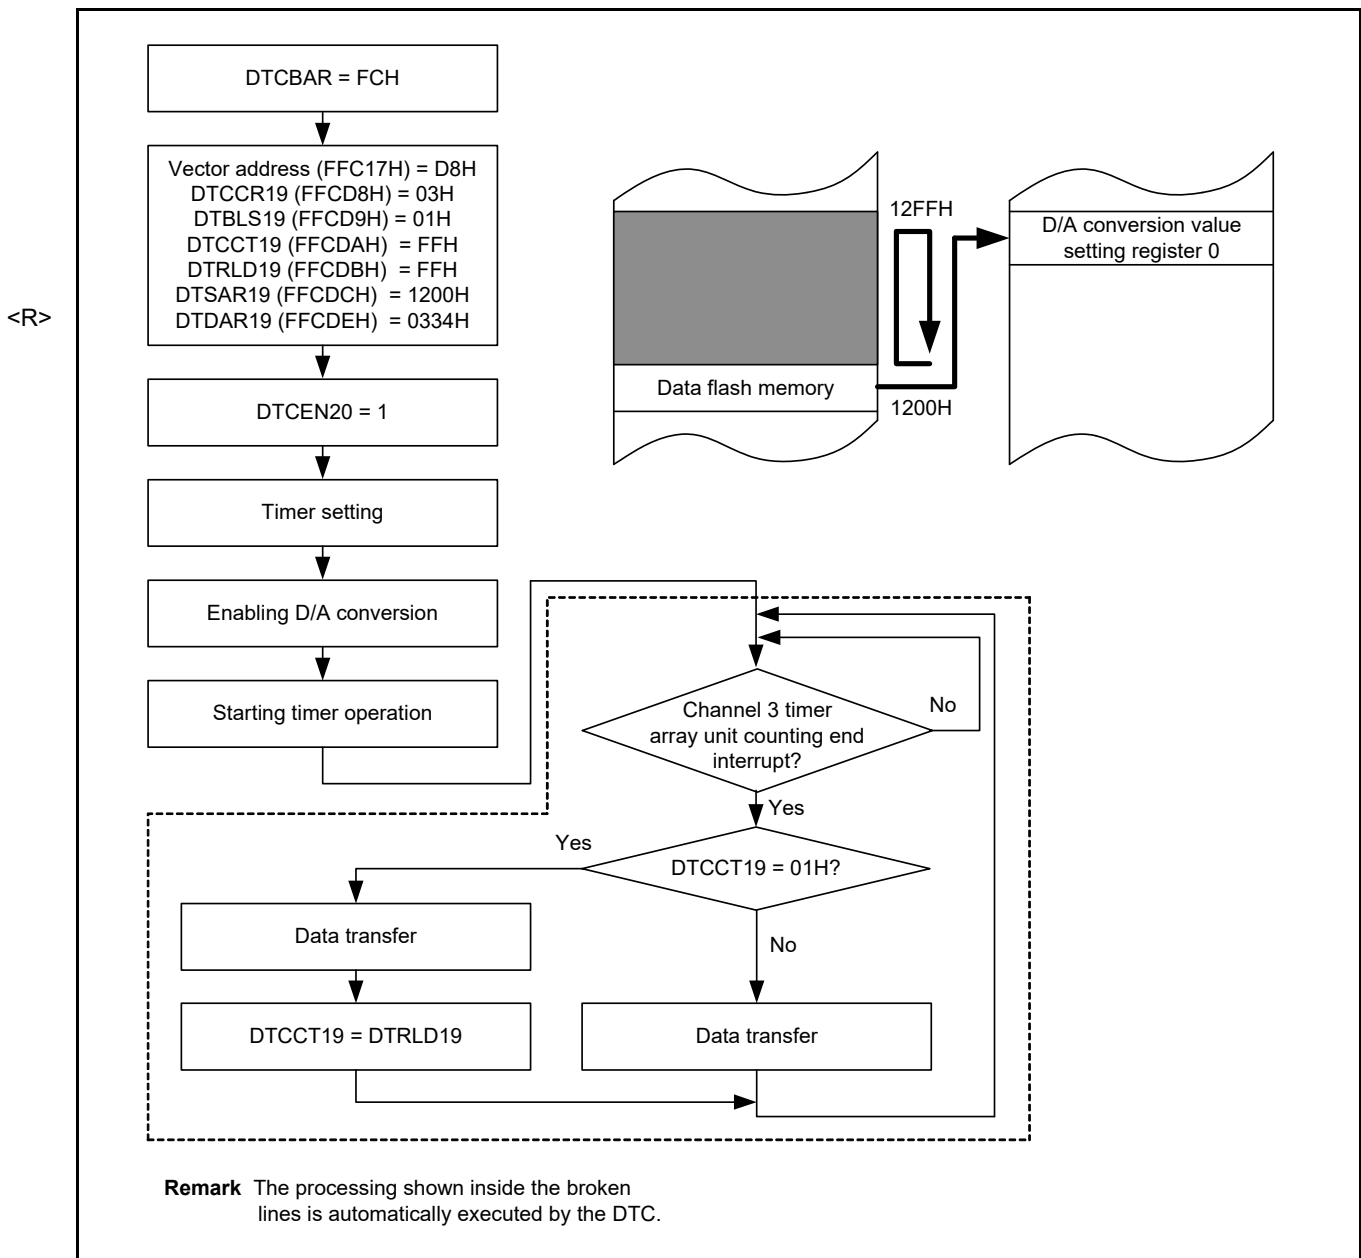 DTCBAR = FCH
Vector address (FFC17H) = D8H
DTCCR19 (FFCD8H) = 03H
DTBLS19 (FFCD9H) = 01H
DTCCT19 (FFCDAH) = FFH
DTRLD19 (FFCDBH) = FFH
DTSAR19 (FFCDCH) = 1200H
DTDAR19 (FFCDEH) = 0334H
<R>
DTCEN20 = 1
Timer setting
Enabling D/A conversion
Starting timer operation
12FFH
D/A conversion value
setting register 0
Data flash memory
1200H
Channel 3 timer
array unit counting end
interrupt?
No
Yes
DTCCT19 = 01H?
Yes
No
Data transfer
DTCCT19 = DTRLD19
Data transfer
Remark The processing shown inside the broken
lines is automatically executed by the DTC.